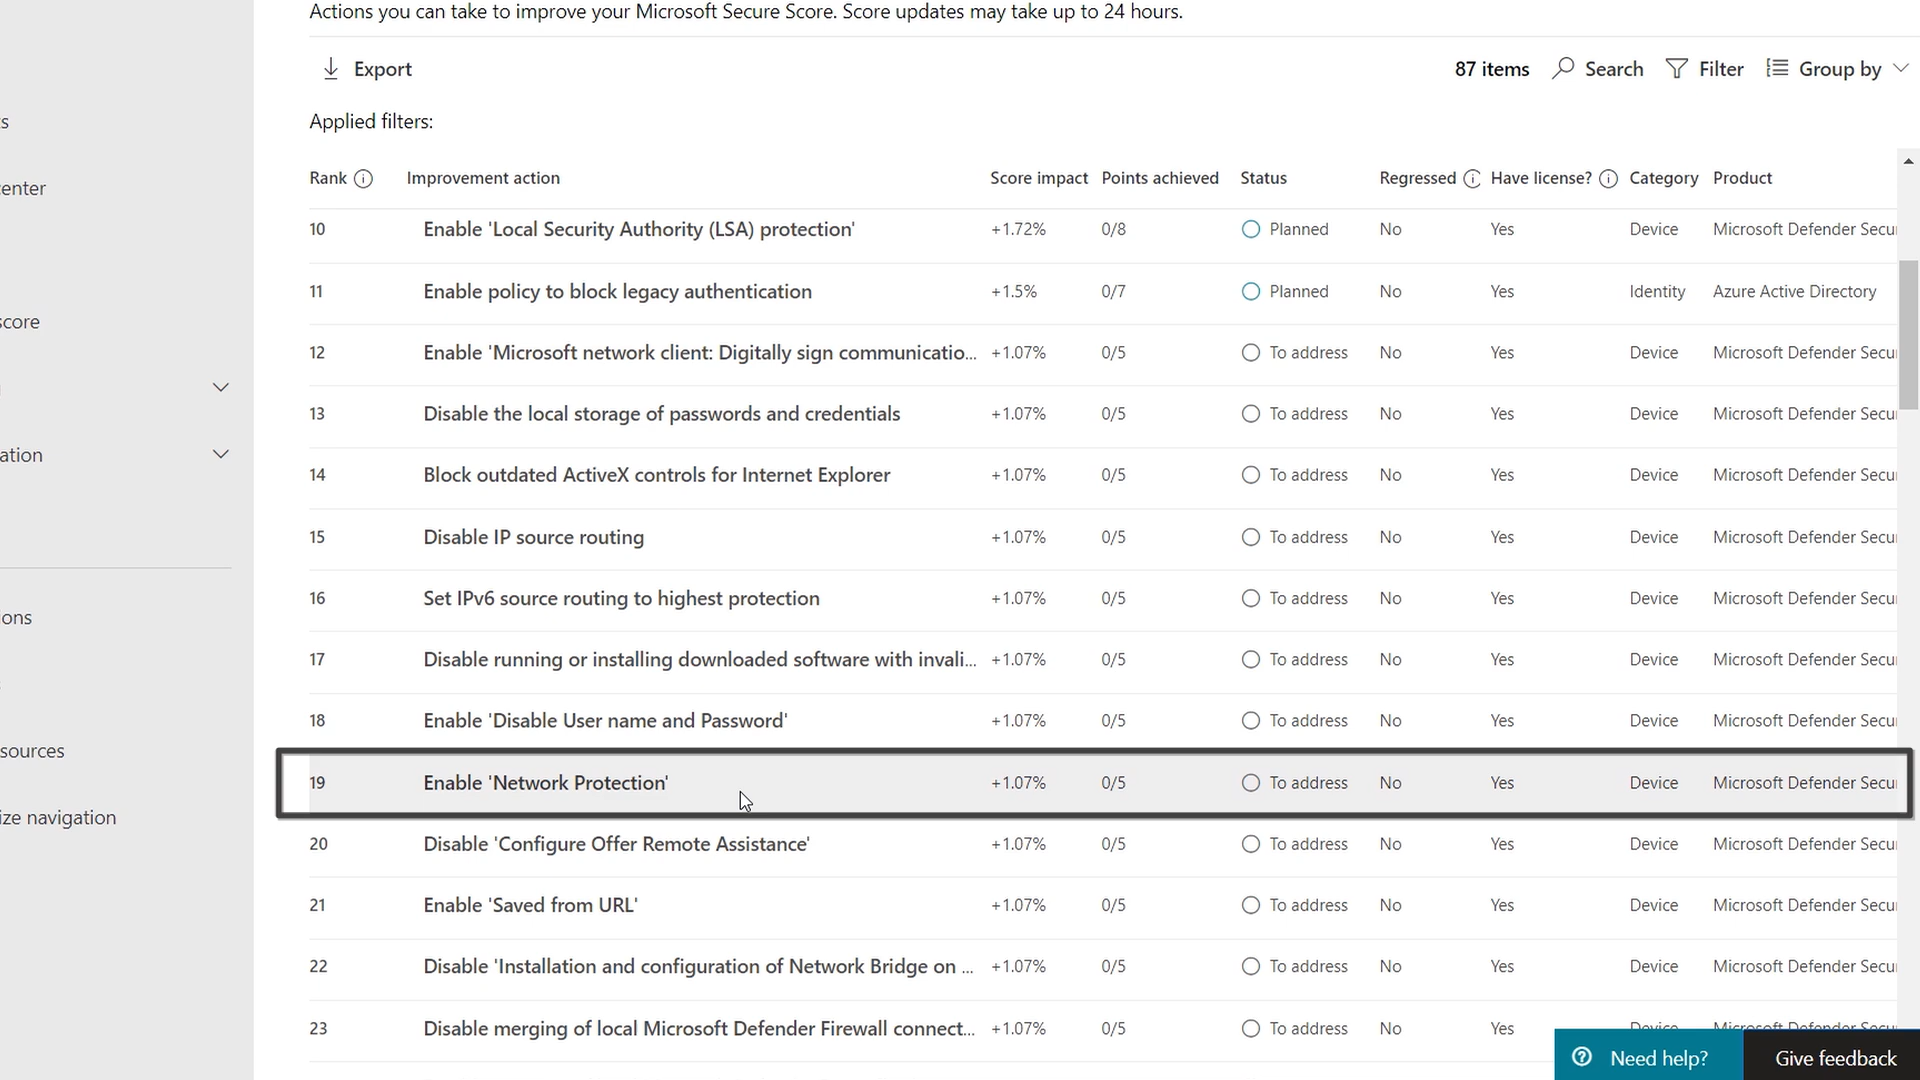 Actions you can take to improve your Microsoft Secure Score. Score updates may take up to 24 hours.
Export
87 items Search Filter Group by
Applied filters:
Rank Improvement action Score impact Points achieved Status Regressed Have license? Category Product
10 Enable 'Local Security Authority (LSA) protection' +1.72% 0/8 Planned No Yes Device Microsoft Defender Secu
11 Enable policy to block legacy authentication +1.5% 0/7 Planned No Yes Identity Azure Active Directory
12 Enable 'Microsoft network client: Digitally sign communicatio... +1.07% 0/5 To address No Yes Device Microsoft Defender Secu
13 Disable the local storage of passwords and credentials +1.07% 0/5 To address No Yes Device Microsoft Defender Secu
14 Block outdated ActiveX controls for Internet Explorer +1.07% 0/5 To address No Yes Device Microsoft Defender Secu
15 Disable IP source routing +1.07% 0/5 To address No Yes Device Microsoft Defender Secu
16 Set IPv6 source routing to highest protection +1.07% 0/5 To address No Yes Device Microsoft Defender Secu
17 Disable running or installing downloaded software with invali... +1.07% 0/5 To address No Yes Device Microsoft Defender Secu
18 Enable 'Disable User name and Password' +1.07% 0/5 To address No Yes Device Microsoft Defender Secu
19 Enable 'Network Protection' +1.07% 0/5 To address No Yes Device Microsoft Defender Secu
20 Disable 'Configure Offer Remote Assistance' +1.07% 0/5 To address No Yes Device Microsoft Defender Secu
21 Enable 'Saved from URL' +1.07% 0/5 To address No Yes Device Microsoft Defender Secu
22 Disable 'Installation and configuration of Network Bridge on ... +1.07% 0/5 To address No Yes Device Microsoft Defender Secu
23 Disable merging of local Microsoft Defender Firewall connect... +1.07% 0/5 To address No Yes Device Microsoft Defender Secu
s
enter
score
ation
ons
sources
ize navigation
Need help?
Give feedback